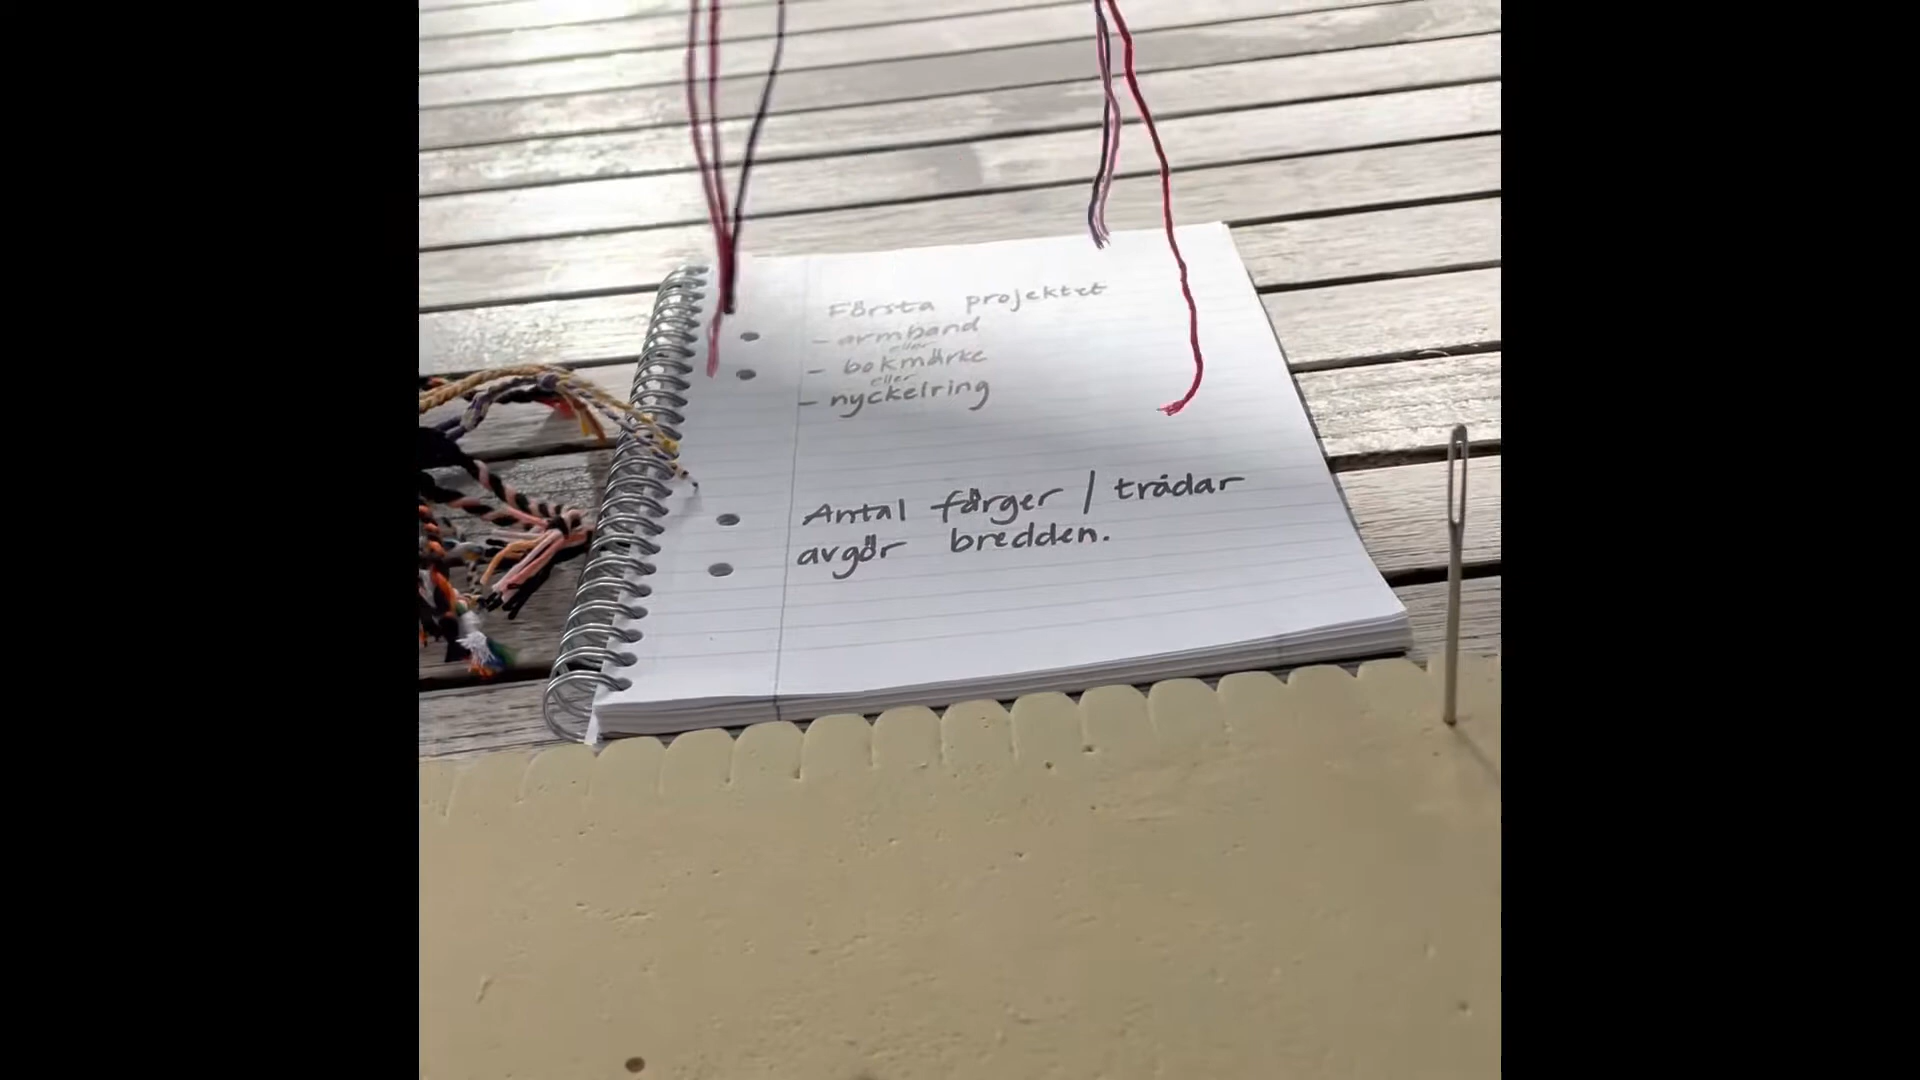 Första projektet
- armband
eller
- bokmärke
eller
- nyckelring
Antal färger / trådar
avgör bredden.